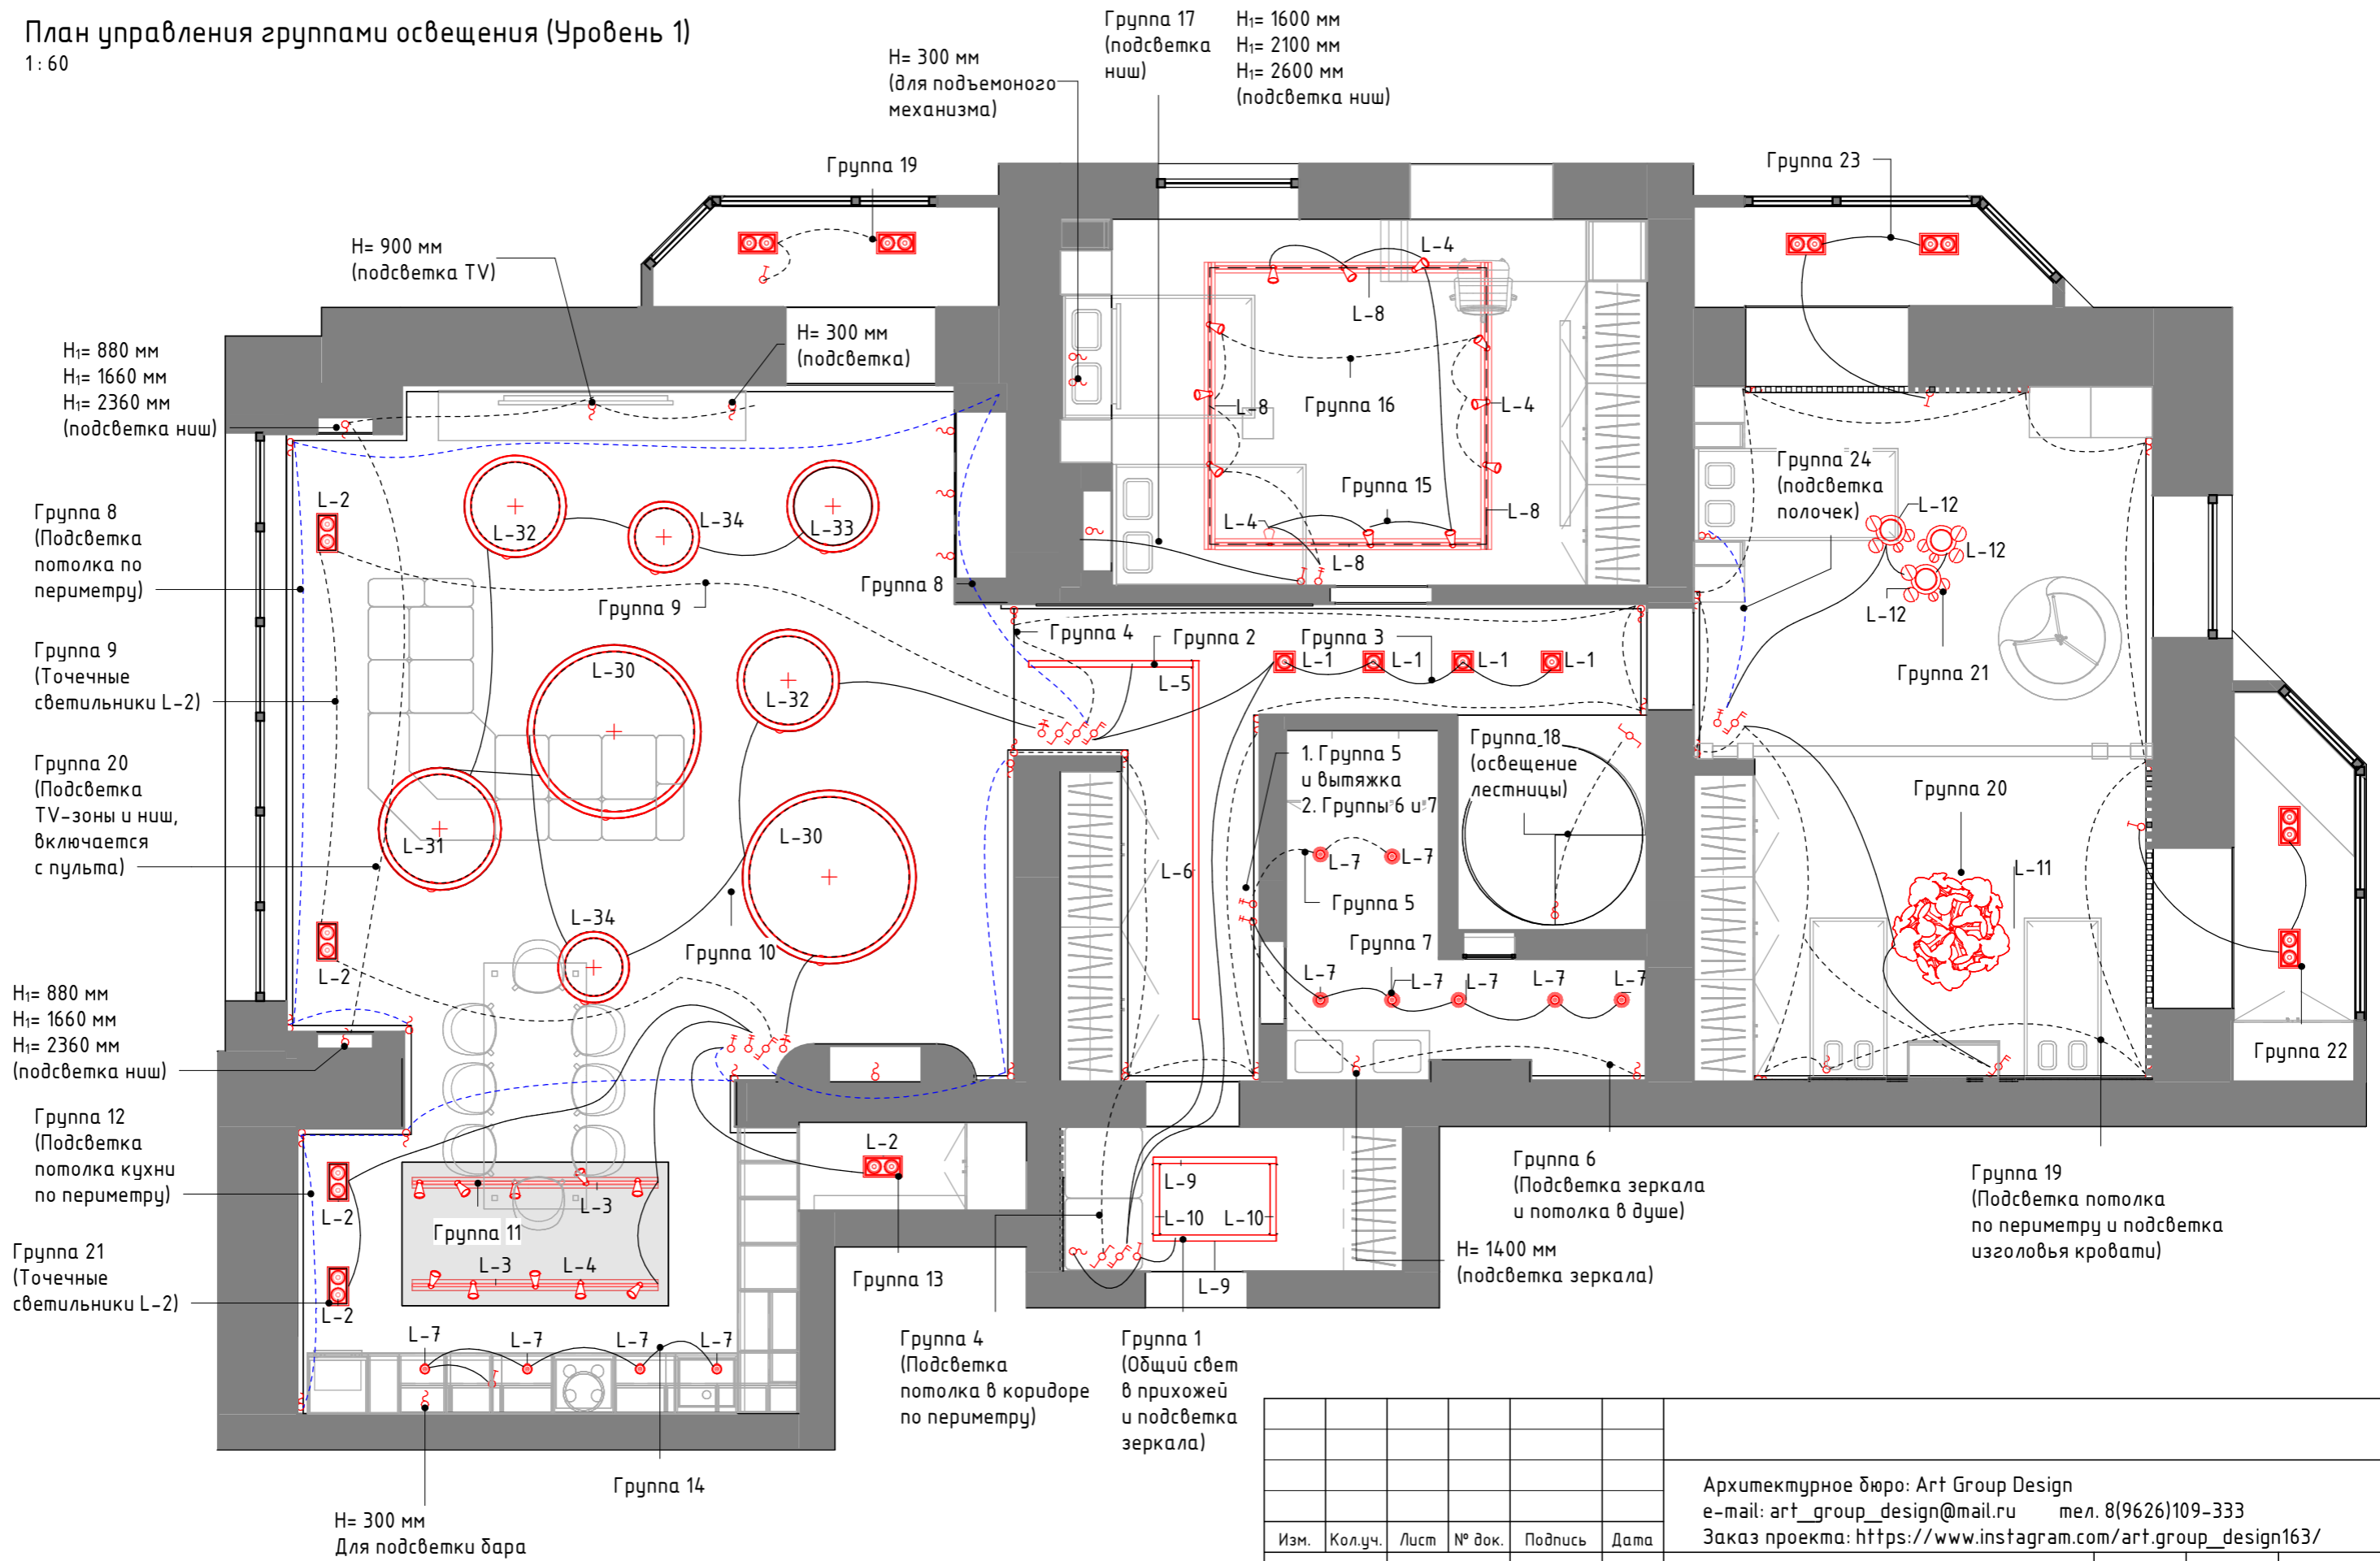 План управления группами освещения (Уровень 1)
1 : 60
Группа 17
(подсветка
ниш)
H₁= 1600 мм
H₁= 2100 мм
H₁= 2600 мм
(подсветка ниш)
H= 300 мм
(для подъемоного
механизма)
Группа 19
Группа 23
H= 900 мм
(подсветка TV)
H= 300 мм
(подсветка)
H₁= 880 мм
H₁= 1660 мм
H₁= 2360 мм
(подсветка ниш)
L-4
L-8
Группа 16
L-8
L-4
Группа 15
L-4
L-8
L-8
Группа 24
(подсветка
полочек)
L-12
L-12
L-12
Группа 21
Группа 8
(Подсветка
потолка по
периметру)
L-2
L-32
L-34
L-33
Группа 8
Группа 9
Группа 9
(Точечные
светильники L-2)
L-30
L-32
Группа 4
Группа 2
L-5
Группа 3
L-1
L-1
L-1
L-1
Группа 20
(Подсветка
TV-зоны и ниш,
включается
с пульта)
L-31
L-30
L-34
L-2
Группа 10
L-6
1. Группа 5
и вытяжка
2. Группы 6 и 7
Группа 18
(освещение
лестницы)
L-7
L-7
Группа 5
Группа 7
L-7
L-7
L-7
L-7
L-7
Группа 20
L-11
Группа 22
H₁= 880 мм
H₁= 1660 мм
H₁= 2360 мм
(подсветка ниш)
Группа 12
(Подсветка
потолка кухни
по периметру)
L-2
L-3
Группа 11
L-3
L-4
L-2
L-2
Группа 13
L-9
L-10
L-10
L-9
Группа 6
(Подсветка зеркала
и потолка в душе)
H= 1400 мм
(подсветка зеркала)
Группа 19
(Подсветка потолка
по периметру и подсветка
изголовья кровати)
Группа 21
(Точечные
светильники L-2)
L-7
L-7
L-7
L-7
Группа 4
(Подсветка
потолка в коридоре
по периметру)
Группа 1
(Общий свет
в прихожей
и подсветка
зеркала)
Группа 14
H= 300 мм
Для подсветки бара
Изм. Кол.уч. Лист № док. Подпись Дата
Архитектурное бюро: Art Group Design
e-mail: art_group_design@mail.ru тел. 8(9626)109-333
Заказ проекта: https://www.instagram.com/art.group_design163/